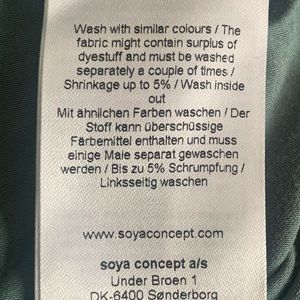 Wash with similar colours / The
fabric might contain surplus of
dyestuff and must be washed
separately a couple of times /
Shrinkage up to 5% / Wash inside
out
Mit ähnlichen Farben waschen / Der
Stoff kann überschüssige
Färbemittel enthalten und muss
einige Male separat gewaschen
werden / Bis zu 5% Schrumpfung /
Linksseitig waschen
www.soyaconcept.com
soya concept a/s
Under Broen 1
DK-6400 Sønderborg